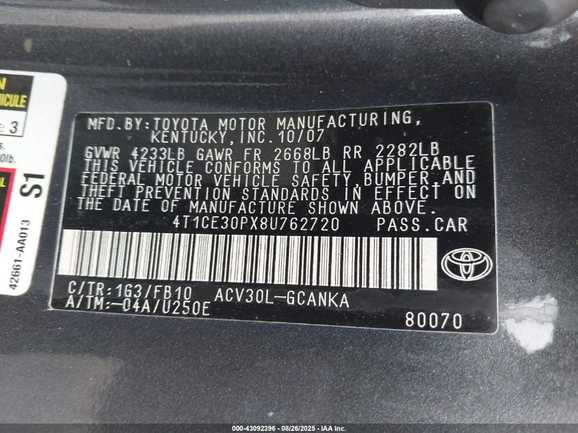 MFD.BY:TOYOTA MOTOR MANUFACTURING,
KENTUCKY, INC. 10/07
GVWR 4233LB GAWR FR 2668LB RR 2282LB
THIS VEHICLE CONFORMS TO ALL APPLICABLE
FEDERAL MOTOR VEHICLE SAFETY, BUMPER AND
THEFT PREVENTION STANDARDS IN EFFECT ON
THE DATE OF MANUFACTURE SHOWN ABOVE.
4T1CE30PX8U762720 PASS.CAR
C/TR:1G3/FB10 ACV30L-GCANKA
A/TM:-04A/U250E
80070
TOYOTA
S1
42661-AA013
000-43092396 - 08/26/2025 - IAA Inc.